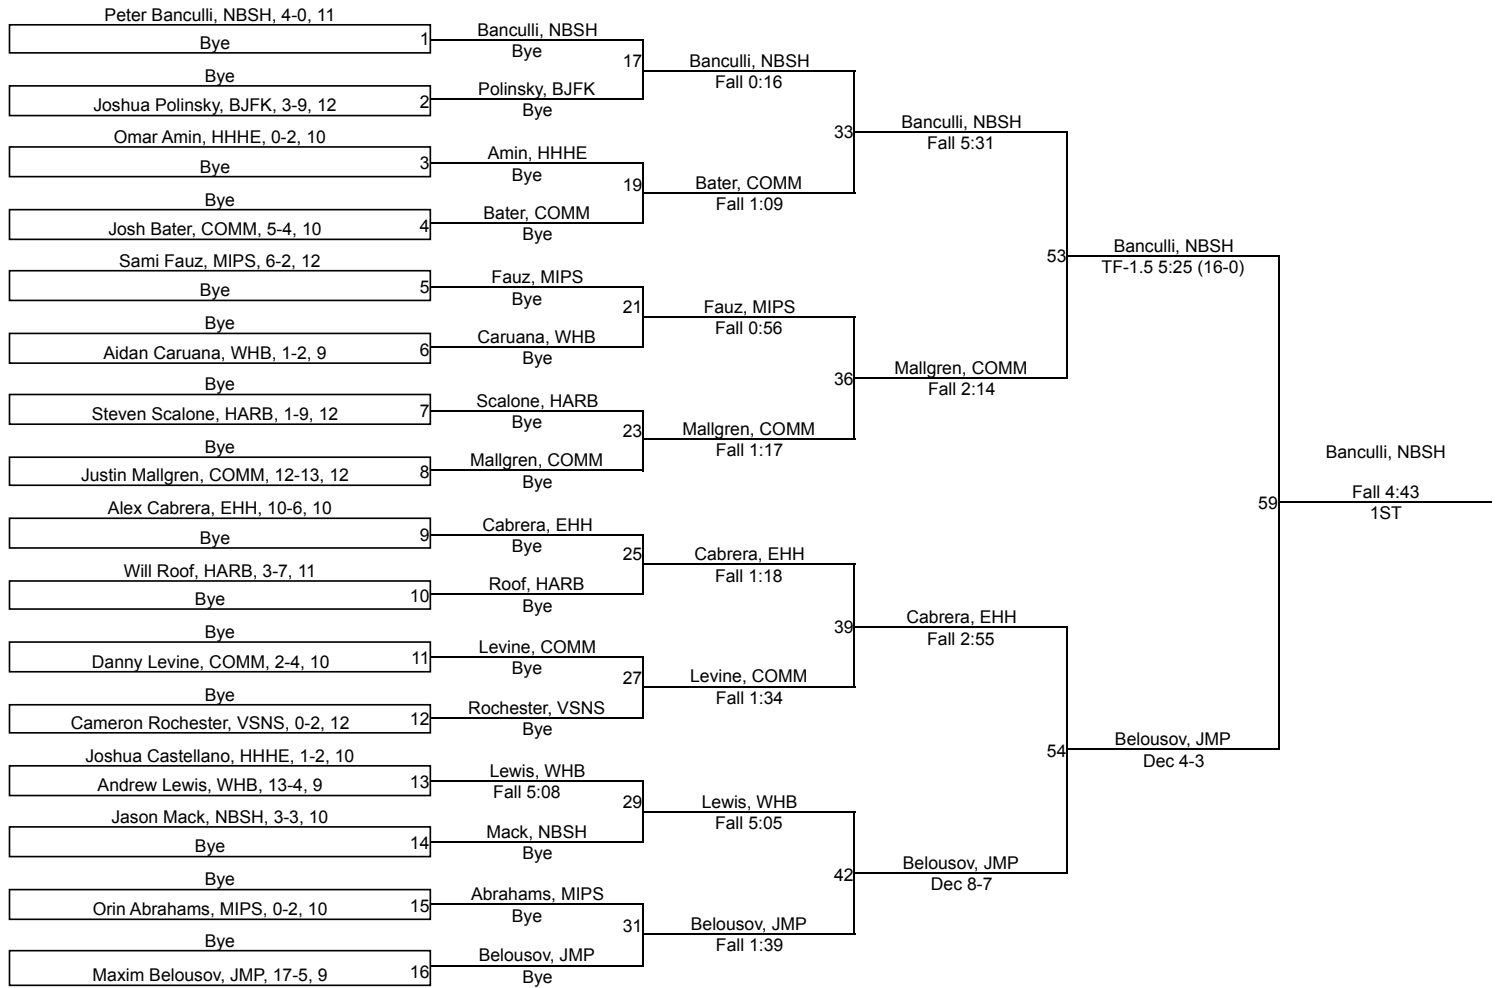 Peter Banculli, NBSH, 4-0, 11
Bye
1
Bye
Joshua Polinsky, BJFK, 3-9, 12
2
Omar Amin, HHHE, 0-2, 10
Bye
3
Bye
Josh Bater, COMM, 5-4, 10
4
Sami Fauz, MIPS, 6-2, 12
Bye
5
Bye
Aidan Caruana, WHB, 1-2, 9
6
Bye
Steven Scalone, HARB, 1-9, 12
7
Bye
Justin Mallgren, COMM, 12-13, 12
8
Alex Cabrera, EHH, 10-6, 10
Bye
9
Will Roof, HARB, 3-7, 11
Bye
10
Bye
Danny Levine, COMM, 2-4, 10
11
Bye
Cameron Rochester, VSNS, 0-2, 12
12
Joshua Castellano, HHHE, 1-2, 10
Andrew Lewis, WHB, 13-4, 9
13
Jason Mack, NBSH, 3-3, 10
Bye
14
Bye
Orin Abrahams, MIPS, 0-2, 10
15
Bye
Maxim Belousov, JMP, 17-5, 9
16
Banculli, NBSH
Bye
17
Polinsky, BJFK
Bye
Amin, HHHE
Bye
19
Bater, COMM
Bye
Fauz, MIPS
Bye
21
Caruana, WHB
Bye
Scalone, HARB
Bye
23
Mallgren, COMM
Bye
Cabrera, EHH
Bye
25
Roof, HARB
Bye
Levine, COMM
Bye
27
Rochester, VSNS
Bye
Lewis, WHB
Fall 5:08
29
Mack, NBSH
Bye
Abrahams, MIPS
Bye
31
Belousov, JMP
Bye
Banculli, NBSH
Fall 0:16
33
Bater, COMM
Fall 1:09
Fauz, MIPS
Fall 0:56
36
Mallgren, COMM
Fall 1:17
Cabrera, EHH
Fall 1:18
39
Levine, COMM
Fall 1:34
Lewis, WHB
Fall 5:05
42
Belousov, JMP
Fall 1:39
Banculli, NBSH
Fall 5:31
53
Mallgren, COMM
Fall 2:14
Cabrera, EHH
Fall 2:55
54
Belousov, JMP
Dec 8-7
Banculli, NBSH
TF-1.5 5:25 (16-0)
59
Belousov, JMP
Dec 4-3
Banculli, NBSH
Fall 4:43
1ST